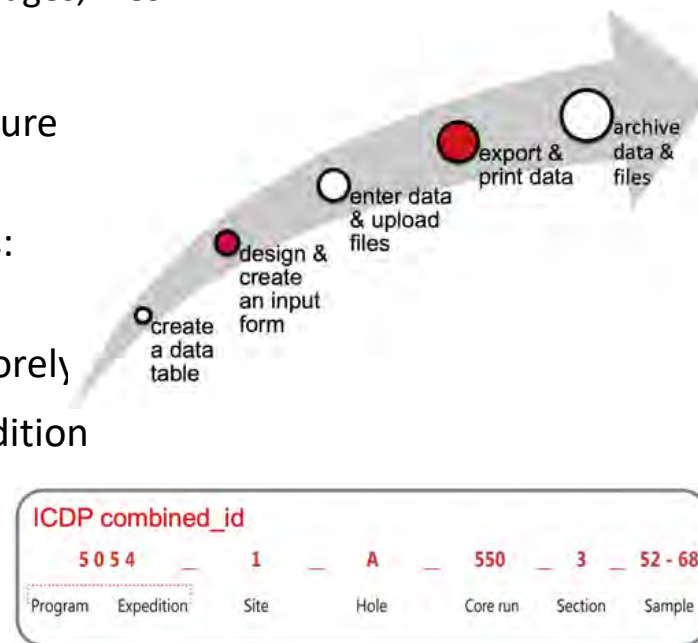 ure
:
dition
archive
data &
files
export &
print data
enter data
& upload
files
design &
create
an input
form
create
a data
table
ICDP combined_id
5054 _ 1 _ A _ 550 _ 3 _ 52 - 68
Program Expedition Site Hole Core run Section Sample